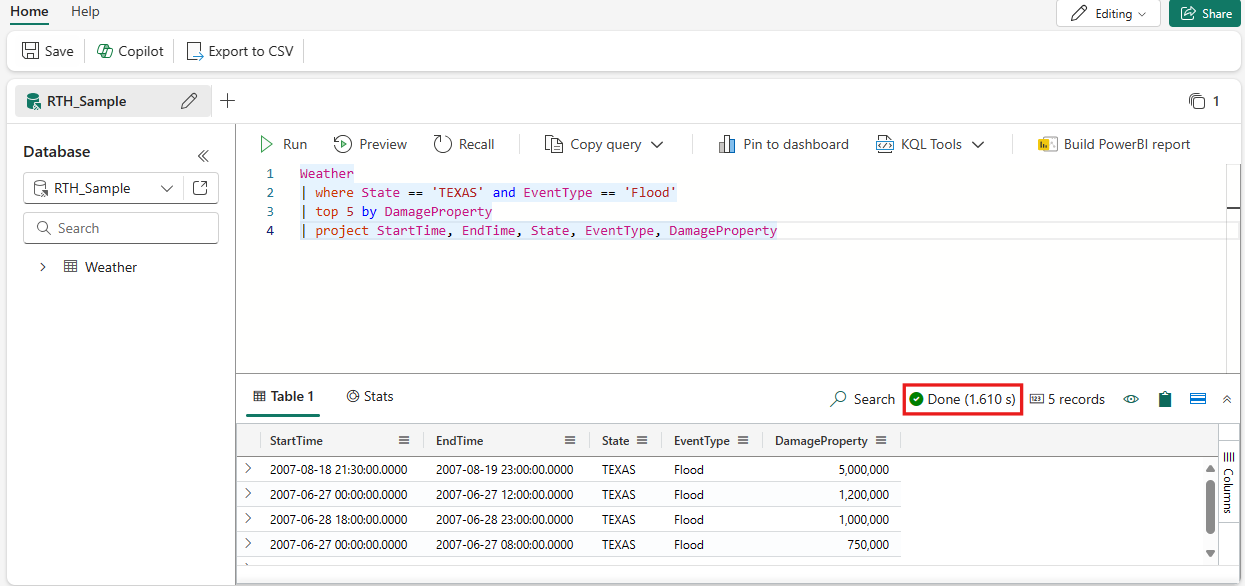 Home Help
Editing
Share
Save Copilot Export to CSV
RTH_Sample
1
Database
RTH_Sample
Search
Weather
Run Preview Recall Copy query Pin to dashboard KQL Tools Build PowerBI report
1 Weather
2 | where State == 'TEXAS' and EventType == 'Flood'
3 | top 5 by DamageProperty
4 | project StartTime, EndTime, State, EventType, DamageProperty
Table 1 Stats Search Done (1.610 s) 123 5 records
StartTime EndTime State EventType DamageProperty
2007-08-18 21:30:00.0000 2007-08-19 23:00:00.0000 TEXAS Flood 5,000,000
2007-06-27 00:00:00.0000 2007-06-27 12:00:00.0000 TEXAS Flood 1,200,000
2007-06-28 18:00:00.0000 2007-06-28 23:00:00.0000 TEXAS Flood 1,000,000
2007-06-27 00:00:00.0000 2007-06-27 08:00:00.0000 TEXAS Flood 750,000
Columns